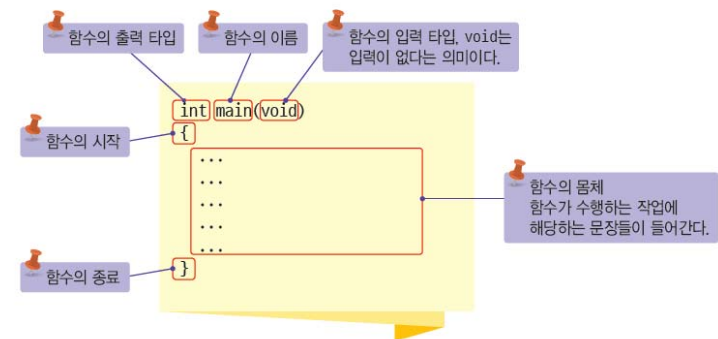 함수의 출력 타입
함수의 이름
함수의 입력 타입, void는
입력이 없다는 의미이다.
int main(void)
함수의 시작
{
...
...
...
...
...
함수의 몸체
함수가 수행하는 작업에
해당하는 문장들이 들어간다.
함수의 종료
}